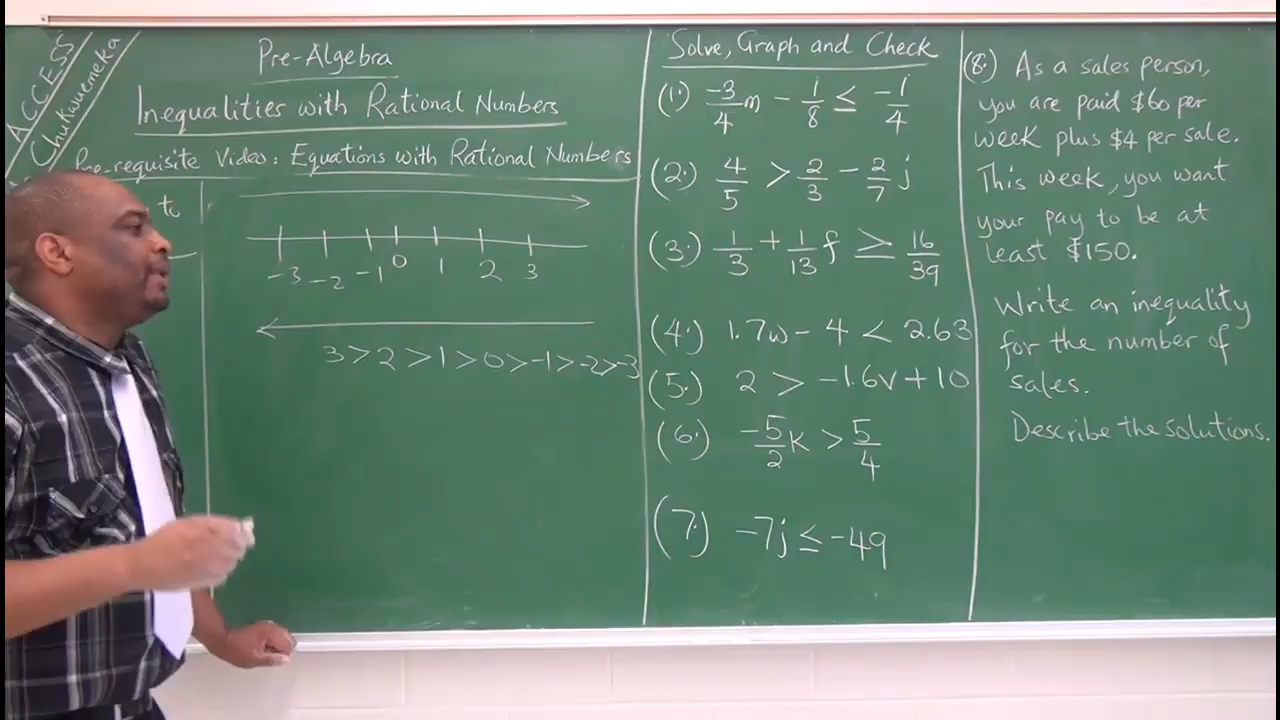 ACCESS
Chukwuemeka
Pre-Algebra
Inequalities with Rational Numbers
Pre-requisite Video: Equations with Rational Numbers
to
-3 -2 -1 0 1 2 3
3 > 2 > 1 > 0 > -1 > -2 > -3
Solve, Graph and Check
(1.) -3/4 m - 1/8 ≤ -1/4
(2.) 4/5 > 2/3 - 2/7 j
(3.) 1/3 + 1/13 f ≥ 16/39
(4.) 1.7w - 4 < 2.63
(5.) 2 > -1.6v + 10
(6.) -5/2 k > 5/4
(7.) -7j ≤ -49
(8.) As a sales person,
you are paid $60 per
week plus $4 per sale.
This week, you want
your pay to be at
least $150.
Write an inequality
for the number of
sales.
Describe the solutions.